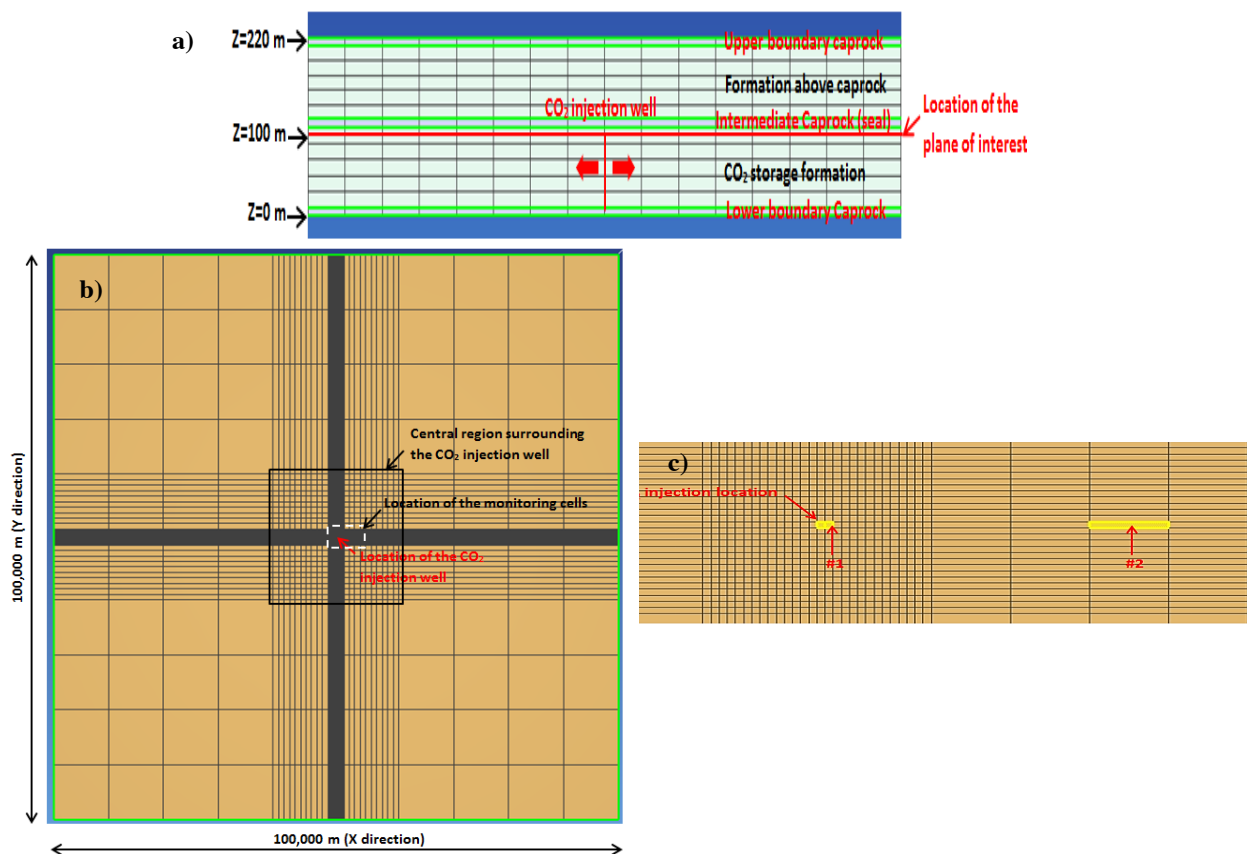 a)
Z=220 m
Upper boundary caprock
Formation above caprock
CO₂ injection well
Intermediate Caprock (seal)
Location of the
plane of interest
Z=100 m
CO₂ storage formation
Z=0 m
Lower boundary Caprock
b)
100,000 m (Y direction)
Central region surrounding
the CO₂ injection well
Location of the monitoring cells
Location of the CO₂
injection well
100,000 m (X direction)
c)
injection location
#1
#2